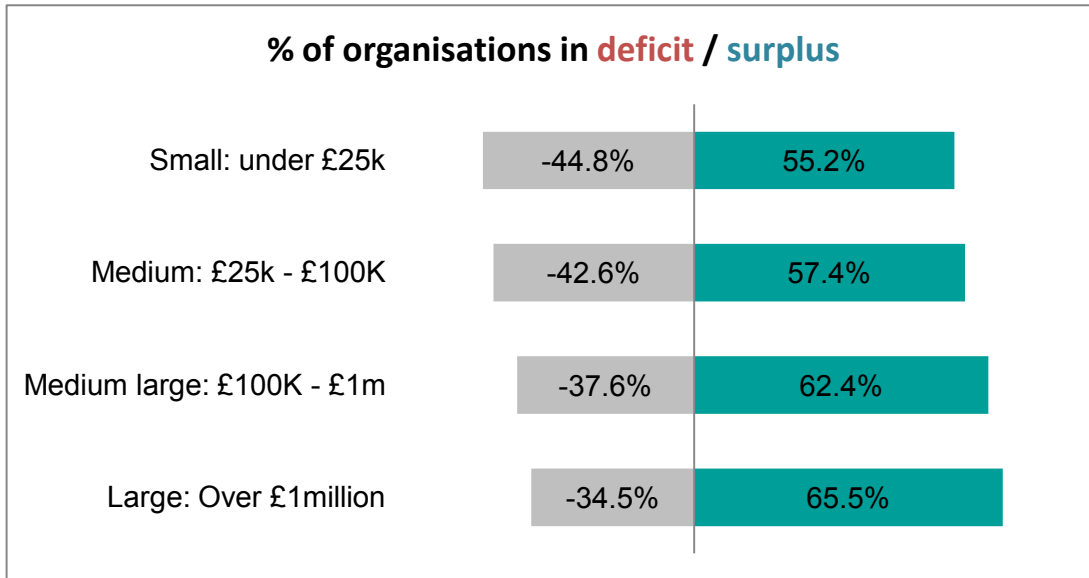 % of organisations in deficit / surplus
Small: under £25k -44.8% 55.2%
Medium: £25k - £100K -42.6% 57.4%
Medium large: £100K - £1m -37.6% 62.4%
Large: Over £1million -34.5% 65.5%